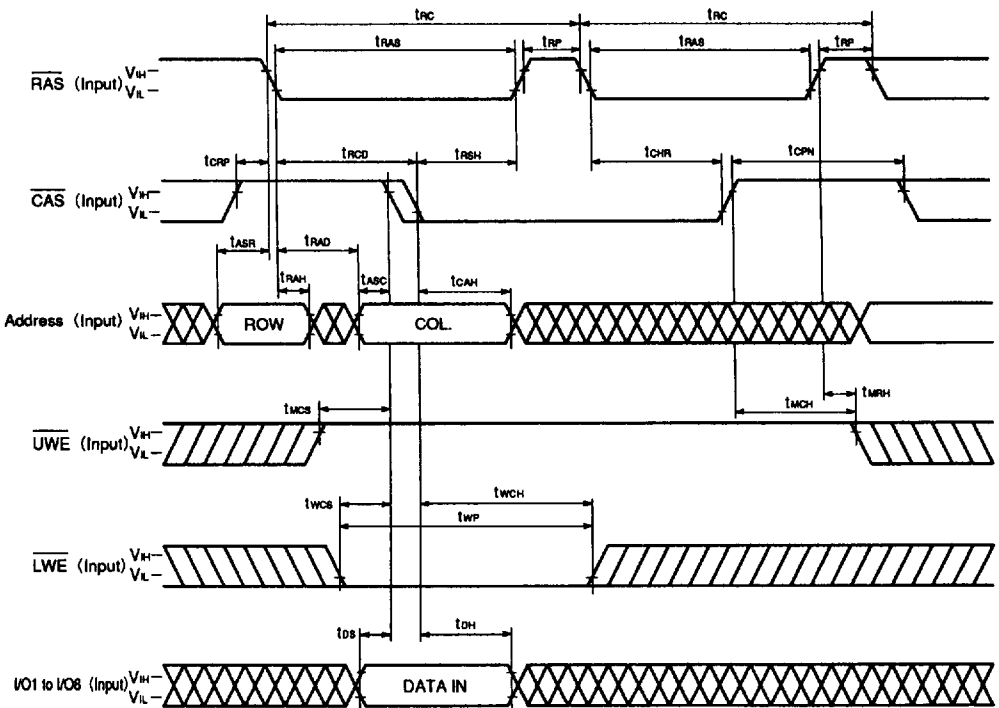 tRC tRC
tRAS tRP tRAS tRP
RAS (Input) VIH
VIL
tCRP tRCD tRSH tCHR tCPN
CAS (Input) VIH
VIL
tASR tRAD
tRAH tASC tCAH
Address (Input) VIH
VIL
ROW COL.
tMCS tMCH tMRH
UWE (Input) VIH
VIL
tWCS tWCH
tWP
LWE (Input) VIH
VIL
tDS tDH
I/O1 to I/O8 (Input) VIH
VIL
DATA IN